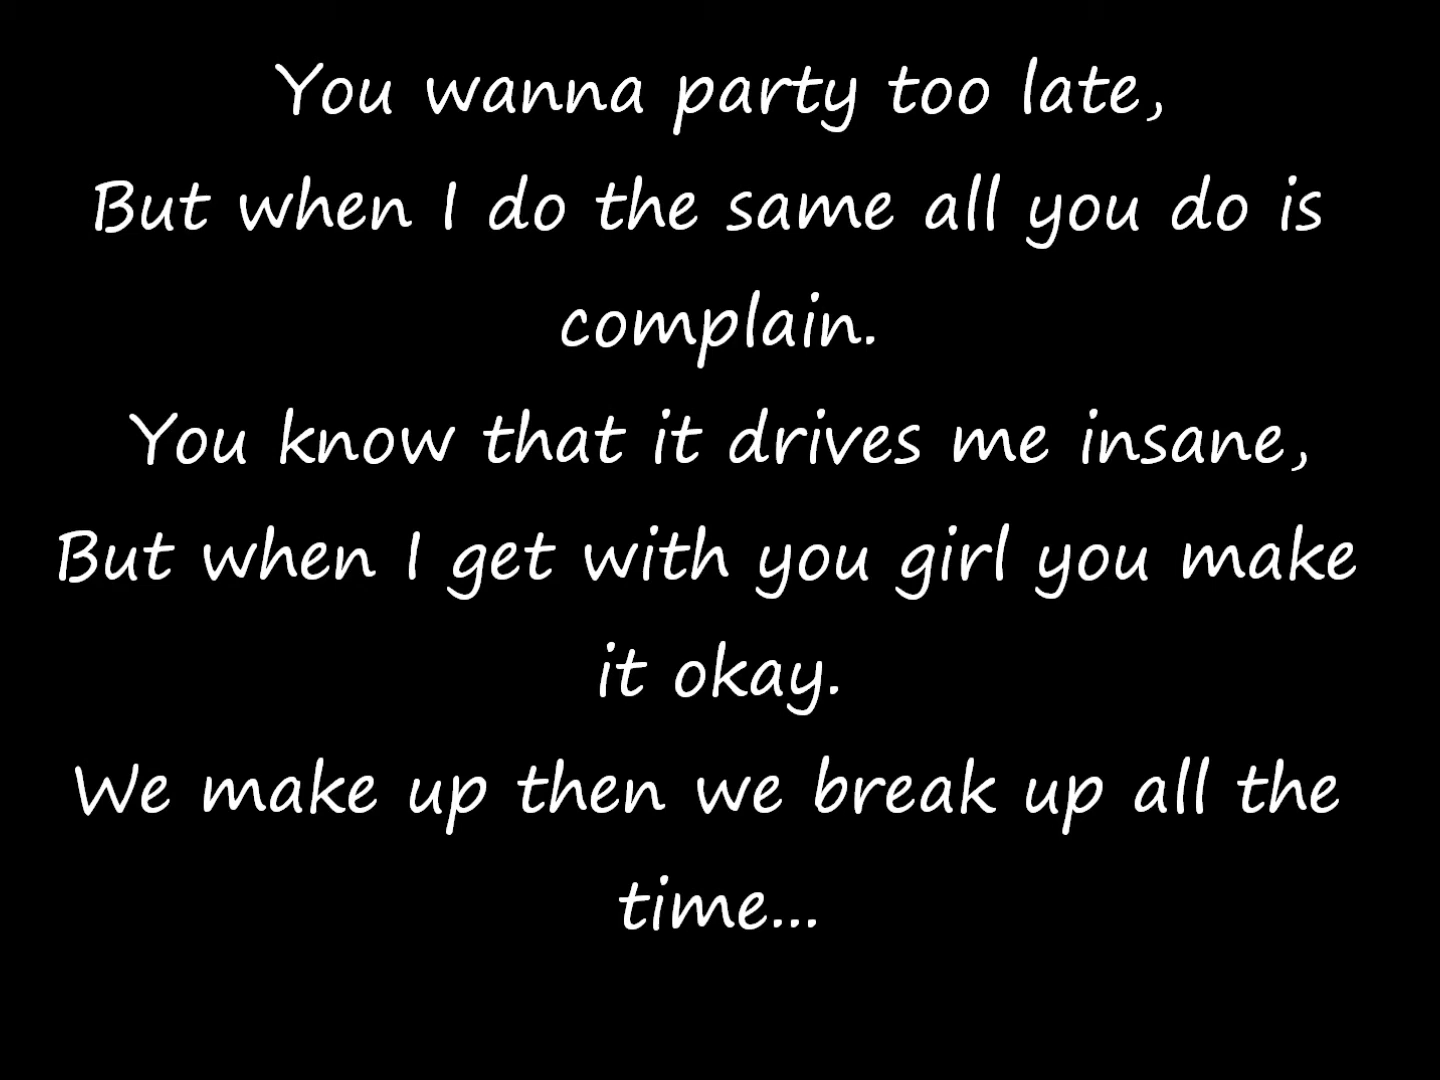 You wanna party too late,
But when I do the same all you do is
complain.
You know that it drives me insane,
But when I get with you girl you make
it okay.
We make up then we break up all the
time...